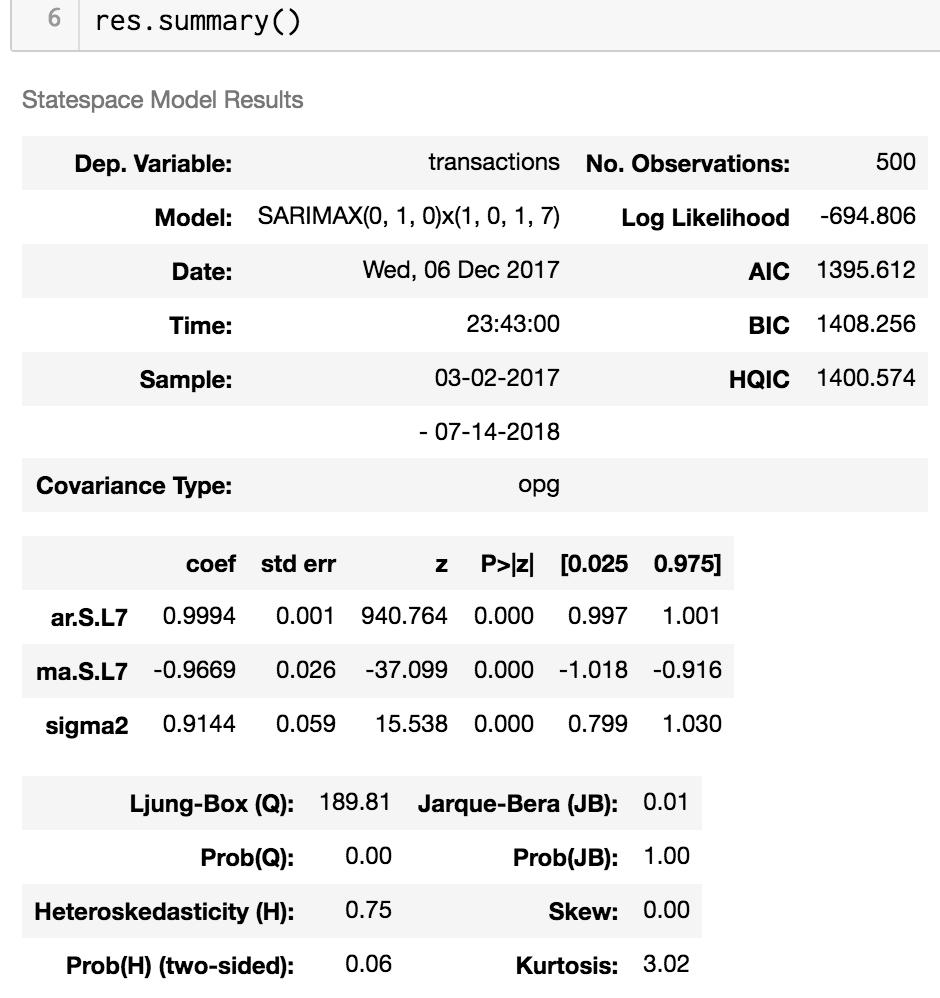 6 res.summary()
Statespace Model Results
Dep. Variable: transactions No. Observations: 500
Model: SARIMAX(0, 1, 0)x(1, 0, 1, 7) Log Likelihood -694.806
Date: Wed, 06 Dec 2017 AIC 1395.612
Time: 23:43:00 BIC 1408.256
Sample: 03-02-2017 HQIC 1400.574
- 07-14-2018
Covariance Type: opg
coef std err z P>|z| [0.025 0.975]
ar.S.L7 0.9994 0.001 940.764 0.000 0.997 1.001
ma.S.L7 -0.9669 0.026 -37.099 0.000 -1.018 -0.916
sigma2 0.9144 0.059 15.538 0.000 0.799 1.030
Ljung-Box (Q): 189.81 Jarque-Bera (JB): 0.01
Prob(Q): 0.00 Prob(JB): 1.00
Heteroskedasticity (H): 0.75 Skew: 0.00
Prob(H) (two-sided): 0.06 Kurtosis: 3.02